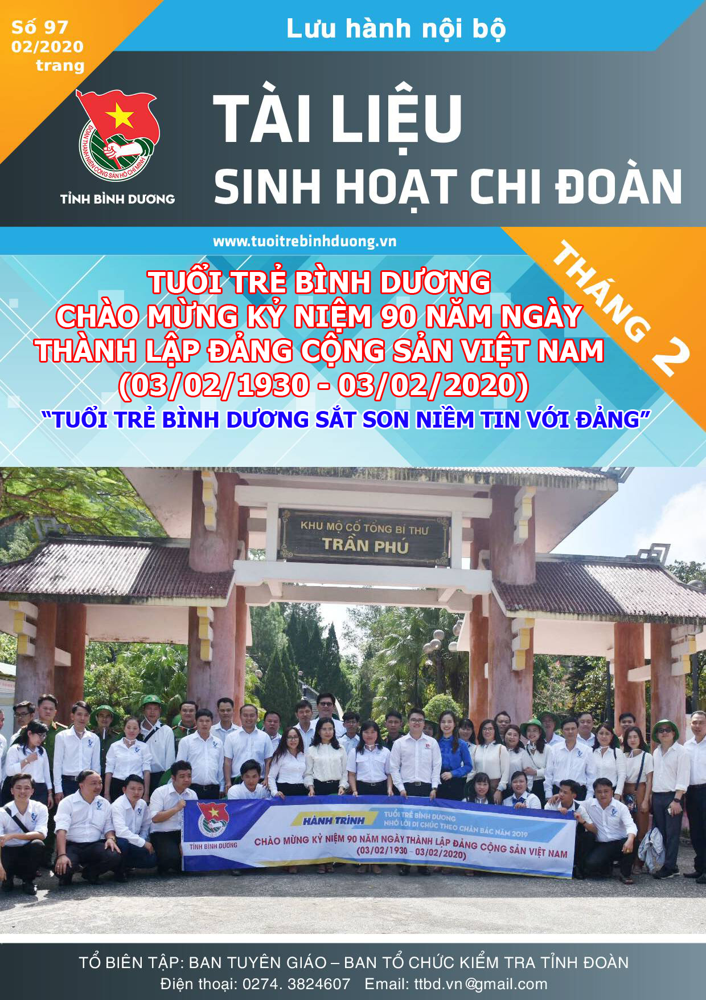 Số 97
02/2020
trang
Lưu hành nội bộ
TÀI LIỆU
SINH HOẠT CHI ĐOÀN
ĐOÀN THANH NIÊN CỘNG SẢN HỒ CHÍ MINH
TỈNH BÌNH DƯƠNG
www.tuoitrebinhduong.vn
THÁNG 2
TUỔI TRẺ BÌNH DƯƠNG
CHÀO MỪNG KỶ NIỆM 90 NĂM NGÀY
THÀNH LẬP ĐẢNG CỘNG SẢN VIỆT NAM
(03/02/1930 - 03/02/2020)
“TUỔI TRẺ BÌNH DƯƠNG SẮT SON NIỀM TIN VỚI ĐẢNG”
KHU MỘ CỐ TỔNG BÍ THƯ
TRẦN PHÚ
HÀNH TRÌNH
TUỔI TRẺ BÌNH DƯƠNG
NHỚ LỜI DI CHÚC THEO CHÂN BÁC NĂM 2019
CHÀO MỪNG KỶ NIỆM 90 NĂM NGÀY THÀNH LẬP ĐẢNG CỘNG SẢN VIỆT NAM
(03/02/1930 - 03/02/2020)
TỈNH BÌNH DƯƠNG
TỔ BIÊN TẬP: BAN TUYÊN GIÁO – BAN TỔ CHỨC KIỂM TRA TỈNH ĐOÀN
Điện thoại: 0274. 3824607 Email: ttbd.vn@gmail.com